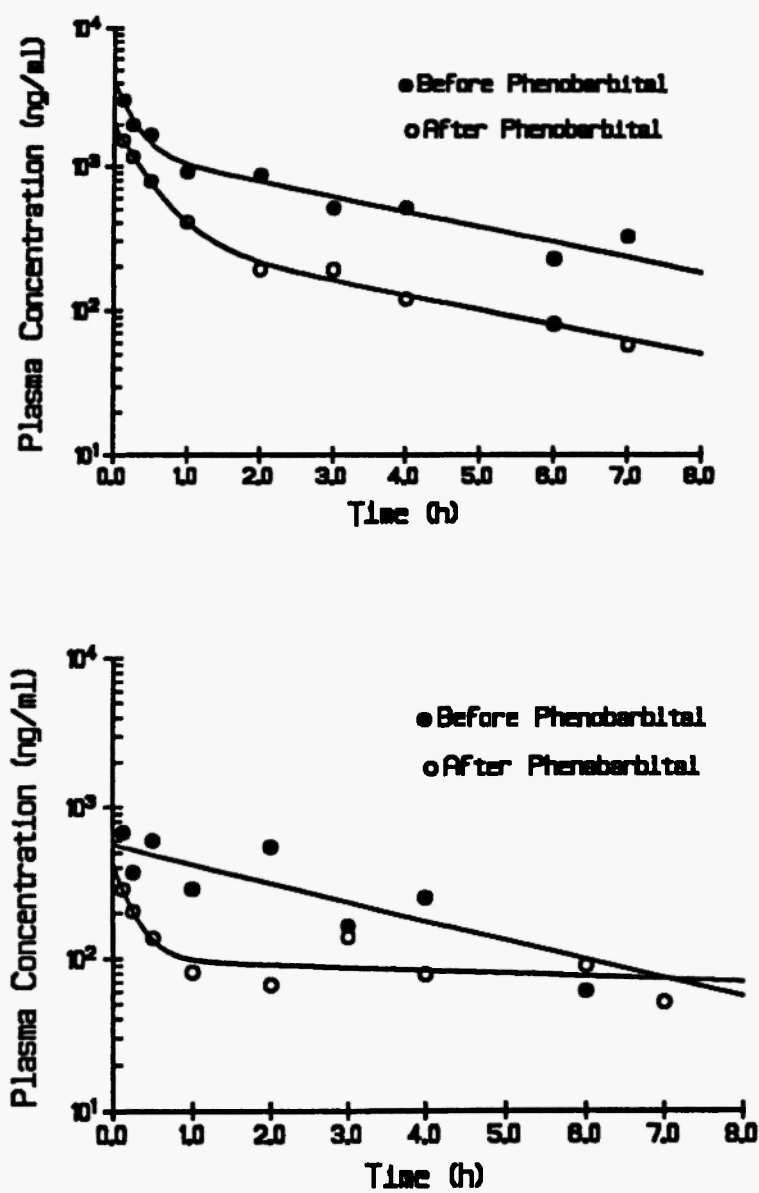 10⁴
10³
10²
10¹
Plasma Concentration (ng/ml)
Before Phenobarbital
After Phenobarbital
0.0 1.0 2.0 3.0 4.0 5.0 6.0 7.0 8.0
Time (h)
10⁴
10³
10²
10¹
Plasma Concentration (ng/ml)
Before Phenobarbital
After Phenobarbital
0.0 1.0 2.0 3.0 4.0 5.0 6.0 7.0 8.0
Time (h)